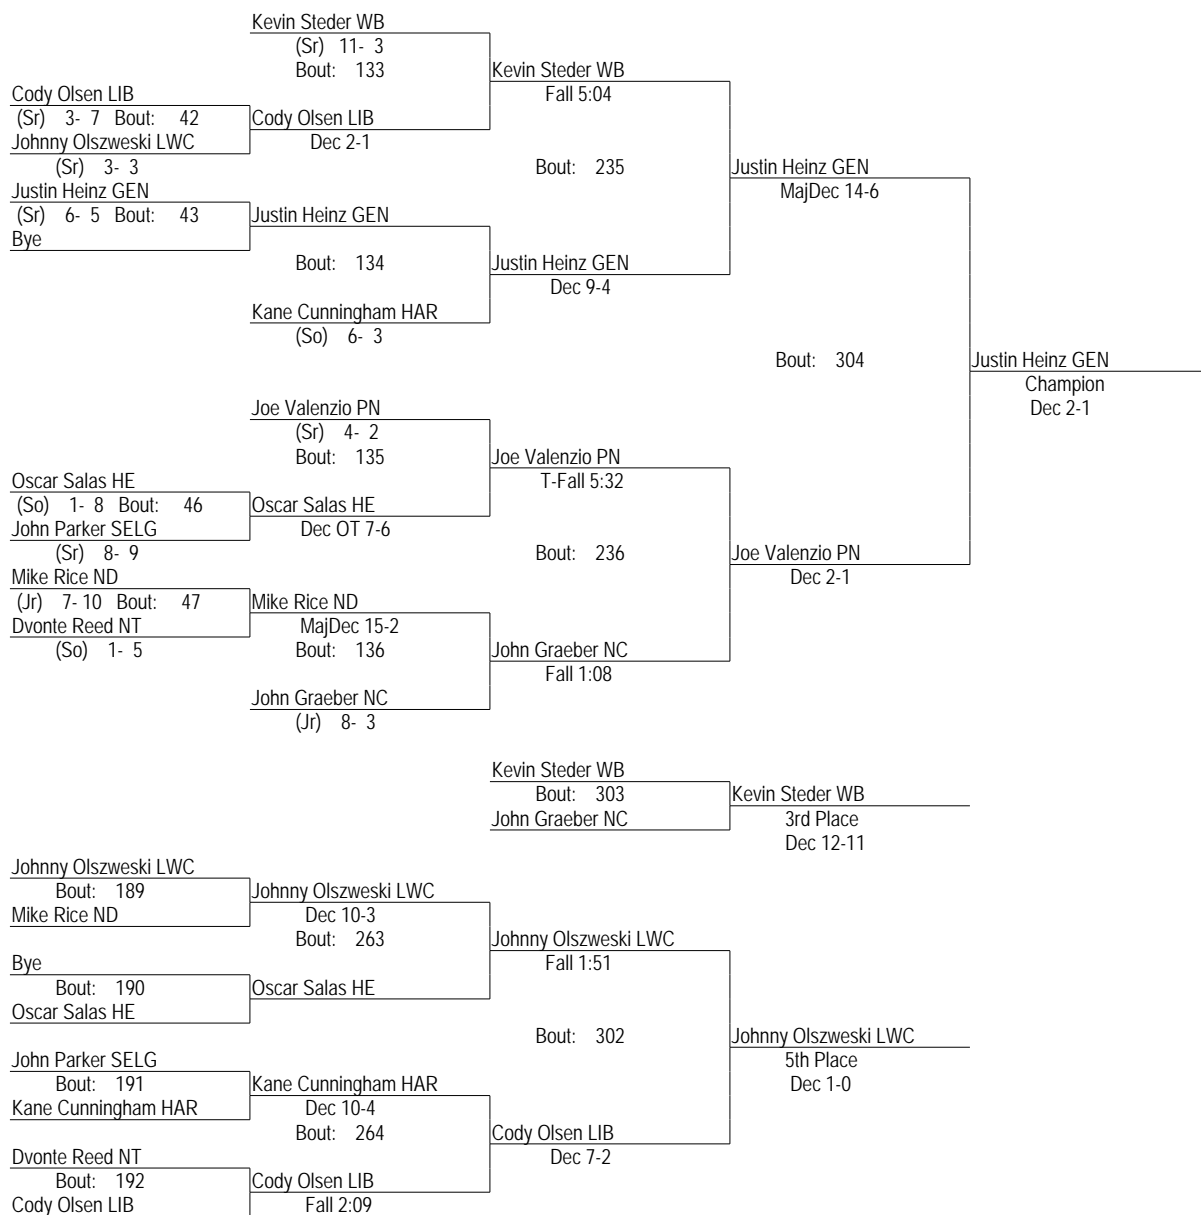 Kevin Steder WB
(Sr) 11- 3
Bout: 133
Kevin Steder WB
Fall 5:04
Cody Olsen LIB
(Sr) 3- 7 Bout: 42
Cody Olsen LIB
Dec 2-1
Johnny Olszweski LWC
(Sr) 3- 3
Bout: 235
Justin Heinz GEN
MajDec 14-6
Justin Heinz GEN
(Sr) 6- 5 Bout: 43
Justin Heinz GEN
Bye
Bout: 134
Justin Heinz GEN
Dec 9-4
Kane Cunningham HAR
(So) 6- 3
Bout: 304
Justin Heinz GEN
Champion
Dec 2-1
Joe Valenzio PN
(Sr) 4- 2
Bout: 135
Joe Valenzio PN
T-Fall 5:32
Oscar Salas HE
(So) 1- 8 Bout: 46
Oscar Salas HE
Dec OT 7-6
John Parker SELG
(Sr) 8- 9
Bout: 236
Joe Valenzio PN
Dec 2-1
Mike Rice ND
(Jr) 7- 10 Bout: 47
Mike Rice ND
MajDec 15-2
Dvonte Reed NT
(So) 1- 5
Bout: 136
John Graeber NC
Fall 1:08
John Graeber NC
(Jr) 8- 3
Kevin Steder WB
Bout: 303
Kevin Steder WB
John Graeber NC
3rd Place
Dec 12-11
Johnny Olszweski LWC
Bout: 189
Johnny Olszweski LWC
Mike Rice ND
Dec 10-3
Bout: 263
Johnny Olszweski LWC
Fall 1:51
Bye
Bout: 190
Oscar Salas HE
Oscar Salas HE
Bout: 302
Johnny Olszweski LWC
5th Place
Dec 1-0
John Parker SELG
Bout: 191
Kane Cunningham HAR
Kane Cunningham HAR
Dec 10-4
Bout: 264
Cody Olsen LIB
Dec 7-2
Dvonte Reed NT
Bout: 192
Cody Olsen LIB
Cody Olsen LIB
Fall 2:09